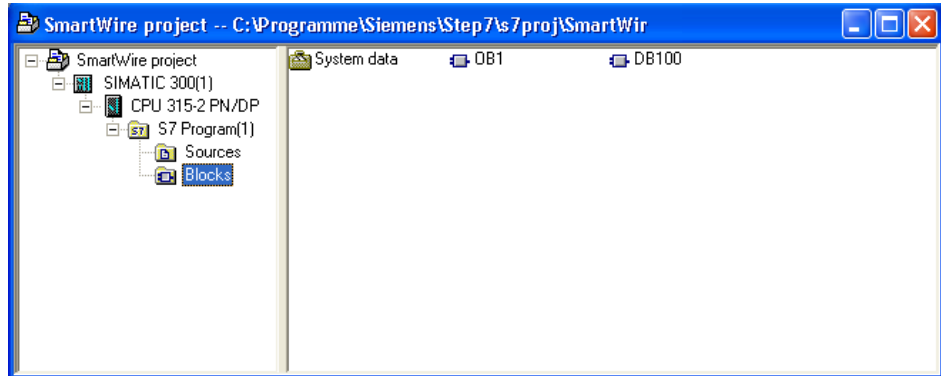 SmartWire project -- C:\Programme\Siemens\Step7\s7proj\SmartWir
SmartWire project
SIMATIC 300(1)
CPU 315-2 PN/DP
S7 Program(1)
Sources
Blocks
System data OB1 DB100